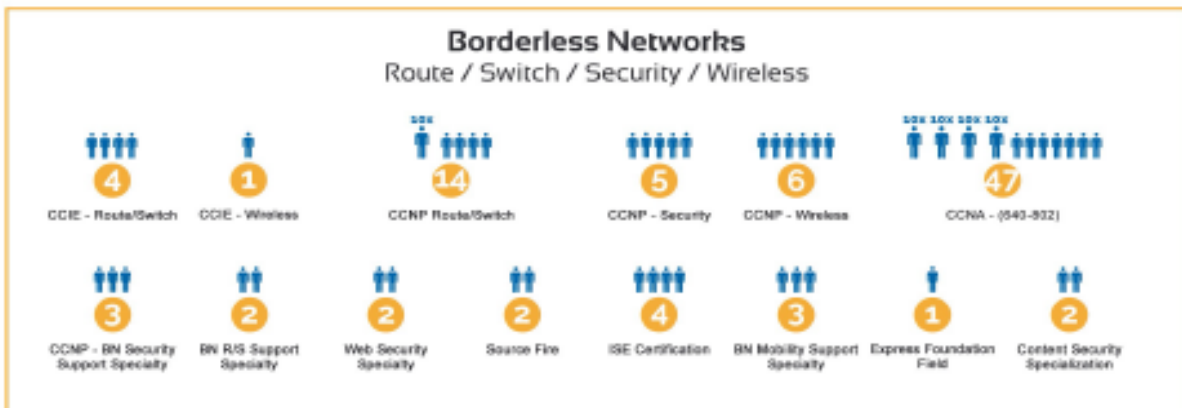 Borderless Networks
Route / Switch / Security / Wireless
10x
10x 10x 10x 10x
4
1
14
5
6
47
CCIE - Route/Switch
CCIE - Wireless
CCNP Route/Switch
CCNP - Security
CCNP - Wireless
CCNA - (640-802)
3
2
2
2
4
3
1
2
CCNP - BN Security
Support Specialty
BN R/S Support
Specialty
Web Security
Specialty
Source Fire
ISE Certification
BN Mobility Support
Specialty
Express Foundation
Field
Content Security
Specialization